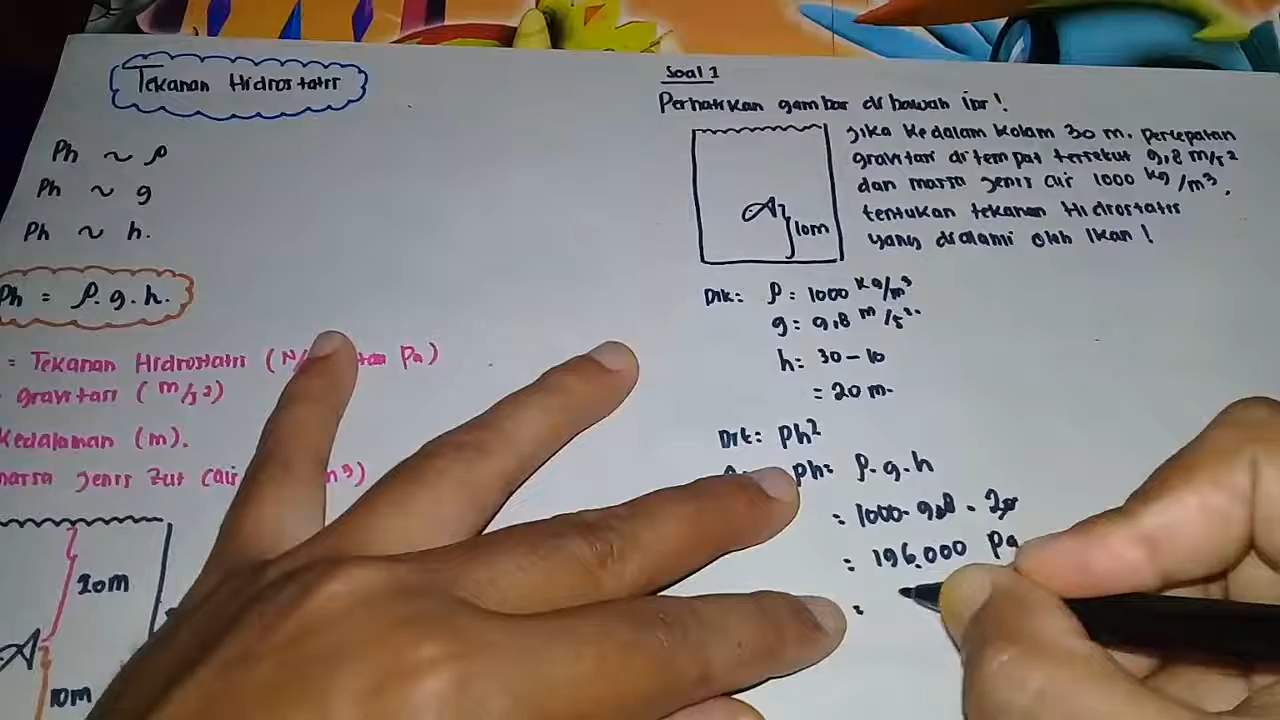 Tekanan Hidrostatis
Ph ~ ρ
Ph ~ g
Ph ~ h.
Ph = ρ.g.h.
= Tekanan Hidrostatis (N/ Pa)
gravitasi (m/s²)
kedalaman (m).
massa jenis zat (air
20m
10m
Soal 1
Perhatikan gambar di bawah ini!
Jika kedalam kolam 30 m. percepatan
gravitasi di tempat tersebut 9,8 m/s²
dan massa jenis air 1000 kg/m³.
tentukan tekanan Hidrostatis
yang dialami oleh Ikan!
10m
Dik: ρ = 1000 kg/m³
g = 9,8 m/s².
h = 30-10
= 20 m.
Dit: Ph?
Ph = ρ.g.h
= 1000. 9,8 . 20
= 196.000 Pa
=